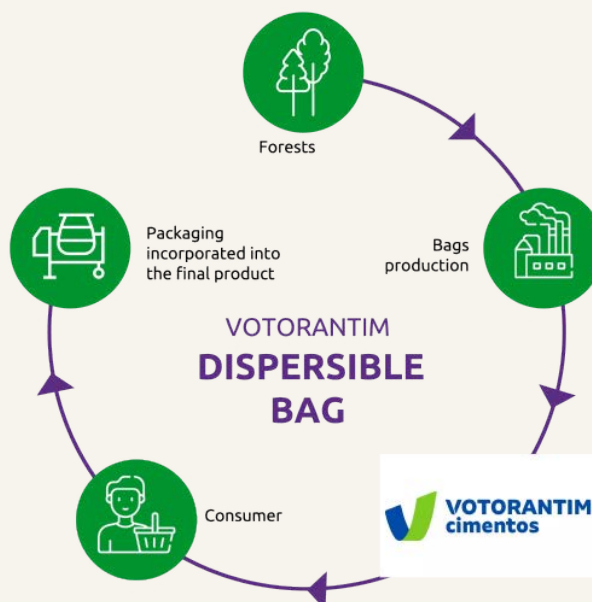 Forests
Packaging
incorporated into
the final product
Bags
production
VOTORANTIM
DISPERSIBLE
BAG
Consumer
VOTORANTIM
cimentos